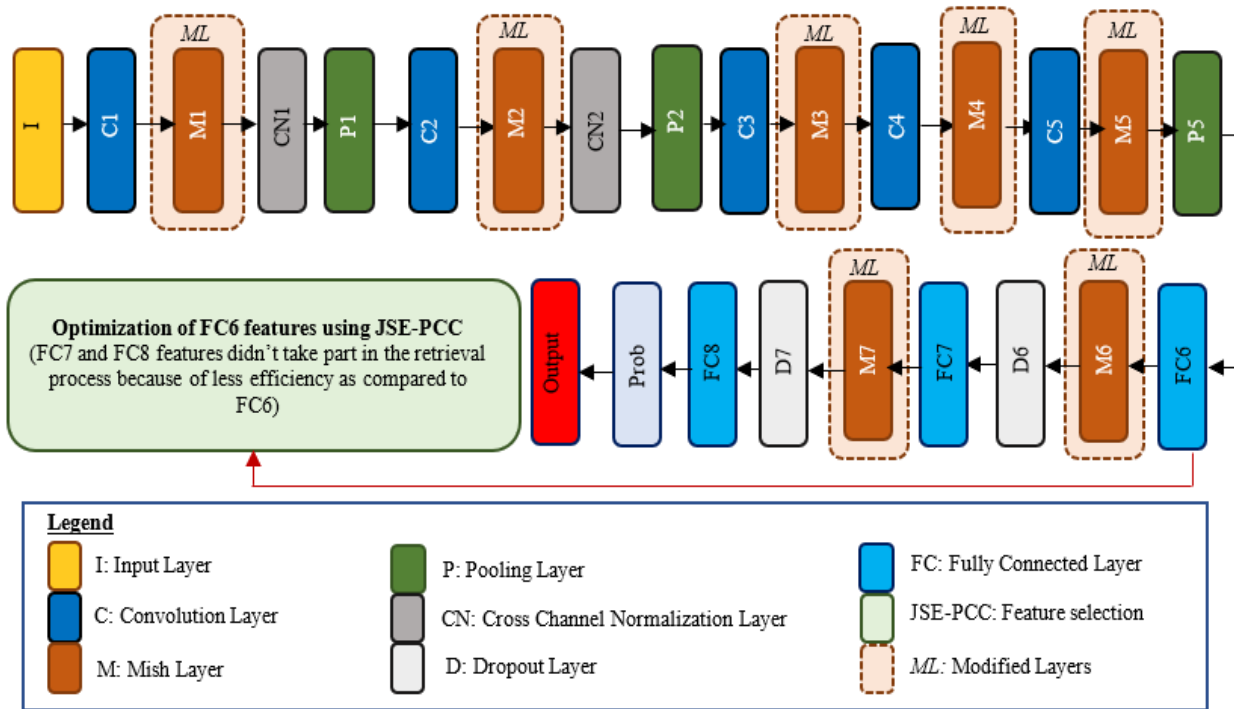 ML
ML
ML
ML
ML
I
C1
M1
CN1
P1
C2
M2
CN2
P2
C3
M3
C4
M4
C5
M5
P5
Optimization of FC6 features using JSE-PCC
(FC7 and FC8 features didn’t take part in the retrieval
process because of less efficiency as compared to
FC6)
ML
ML
Output
Prob
FC8
D7
M7
FC7
D6
M6
FC6
Legend
I: Input Layer
P: Pooling Layer
FC: Fully Connected Layer
C: Convolution Layer
CN: Cross Channel Normalization Layer
JSE-PCC: Feature selection
M: Mish Layer
D: Dropout Layer
ML: Modified Layers